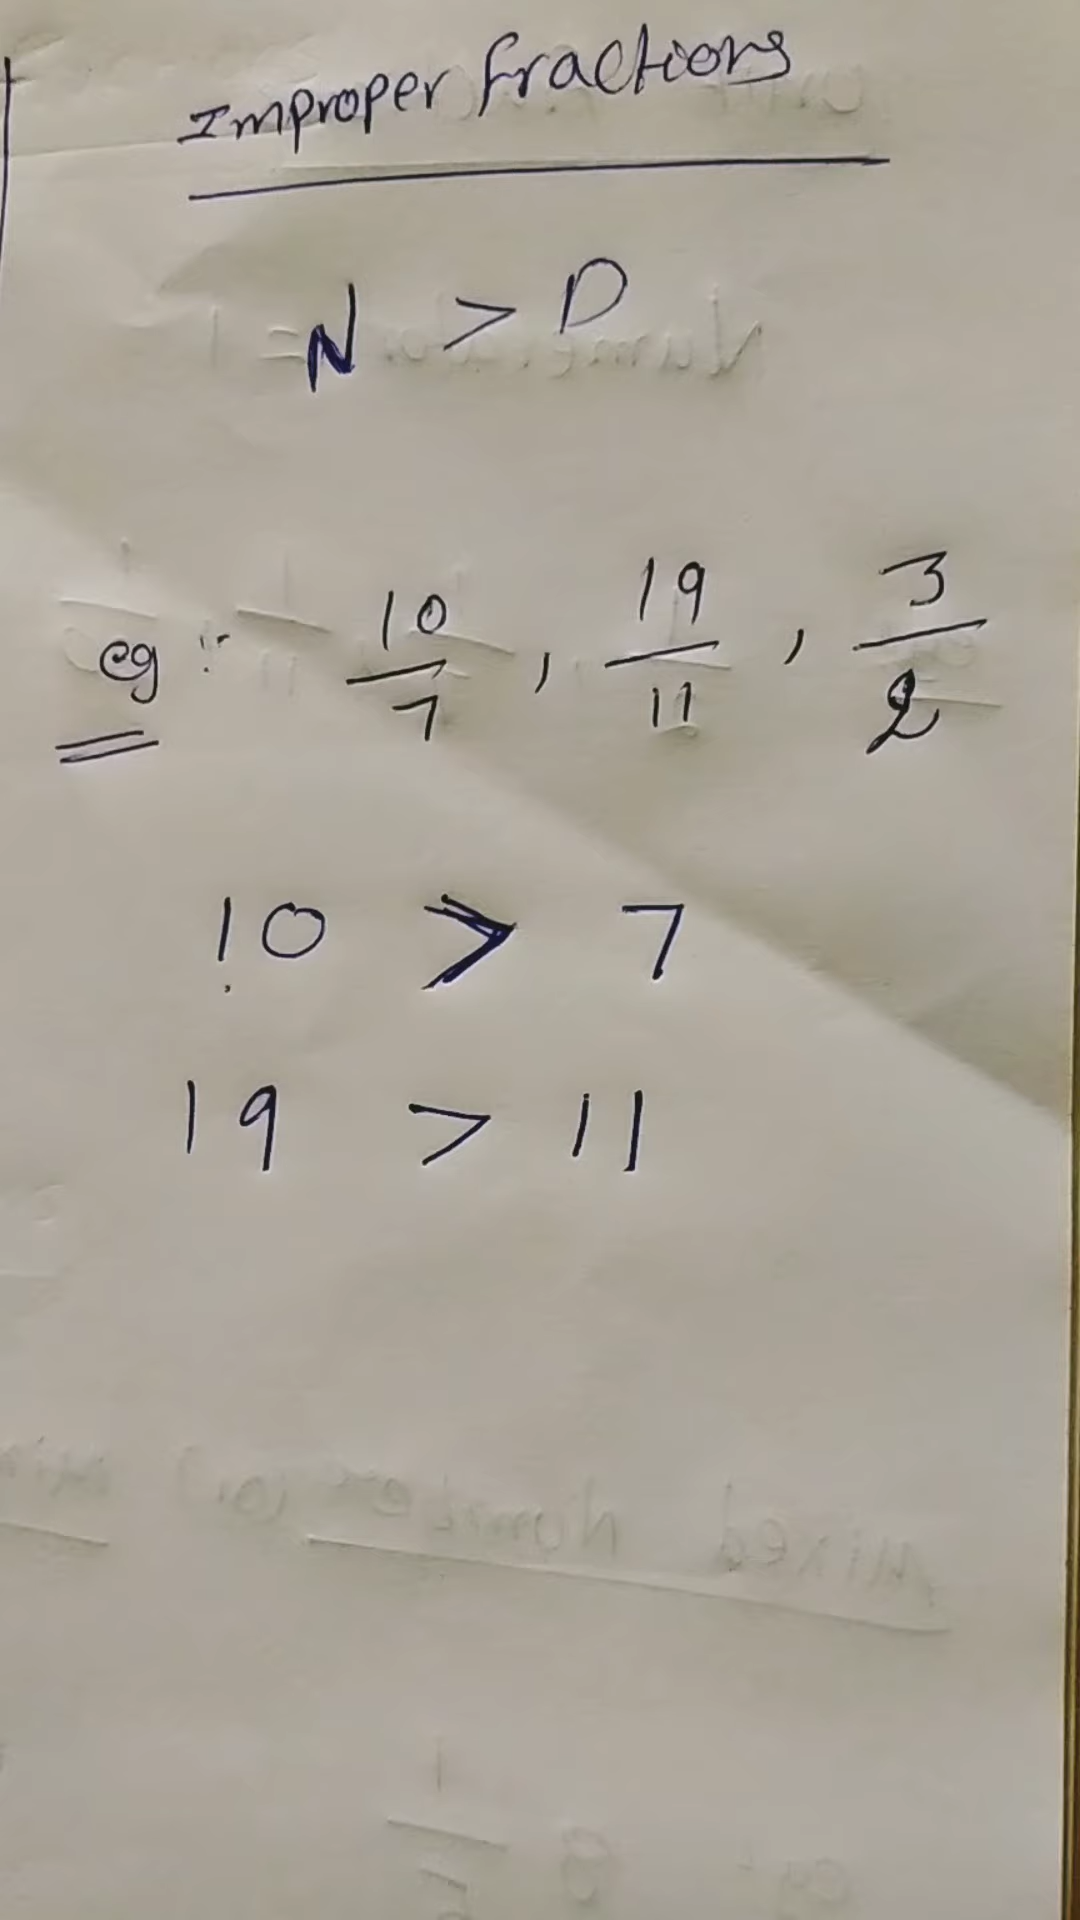 Improper fractions
N > D
eg :- 10/7 , 19/11 , 3/2
10 > 7
19 > 11